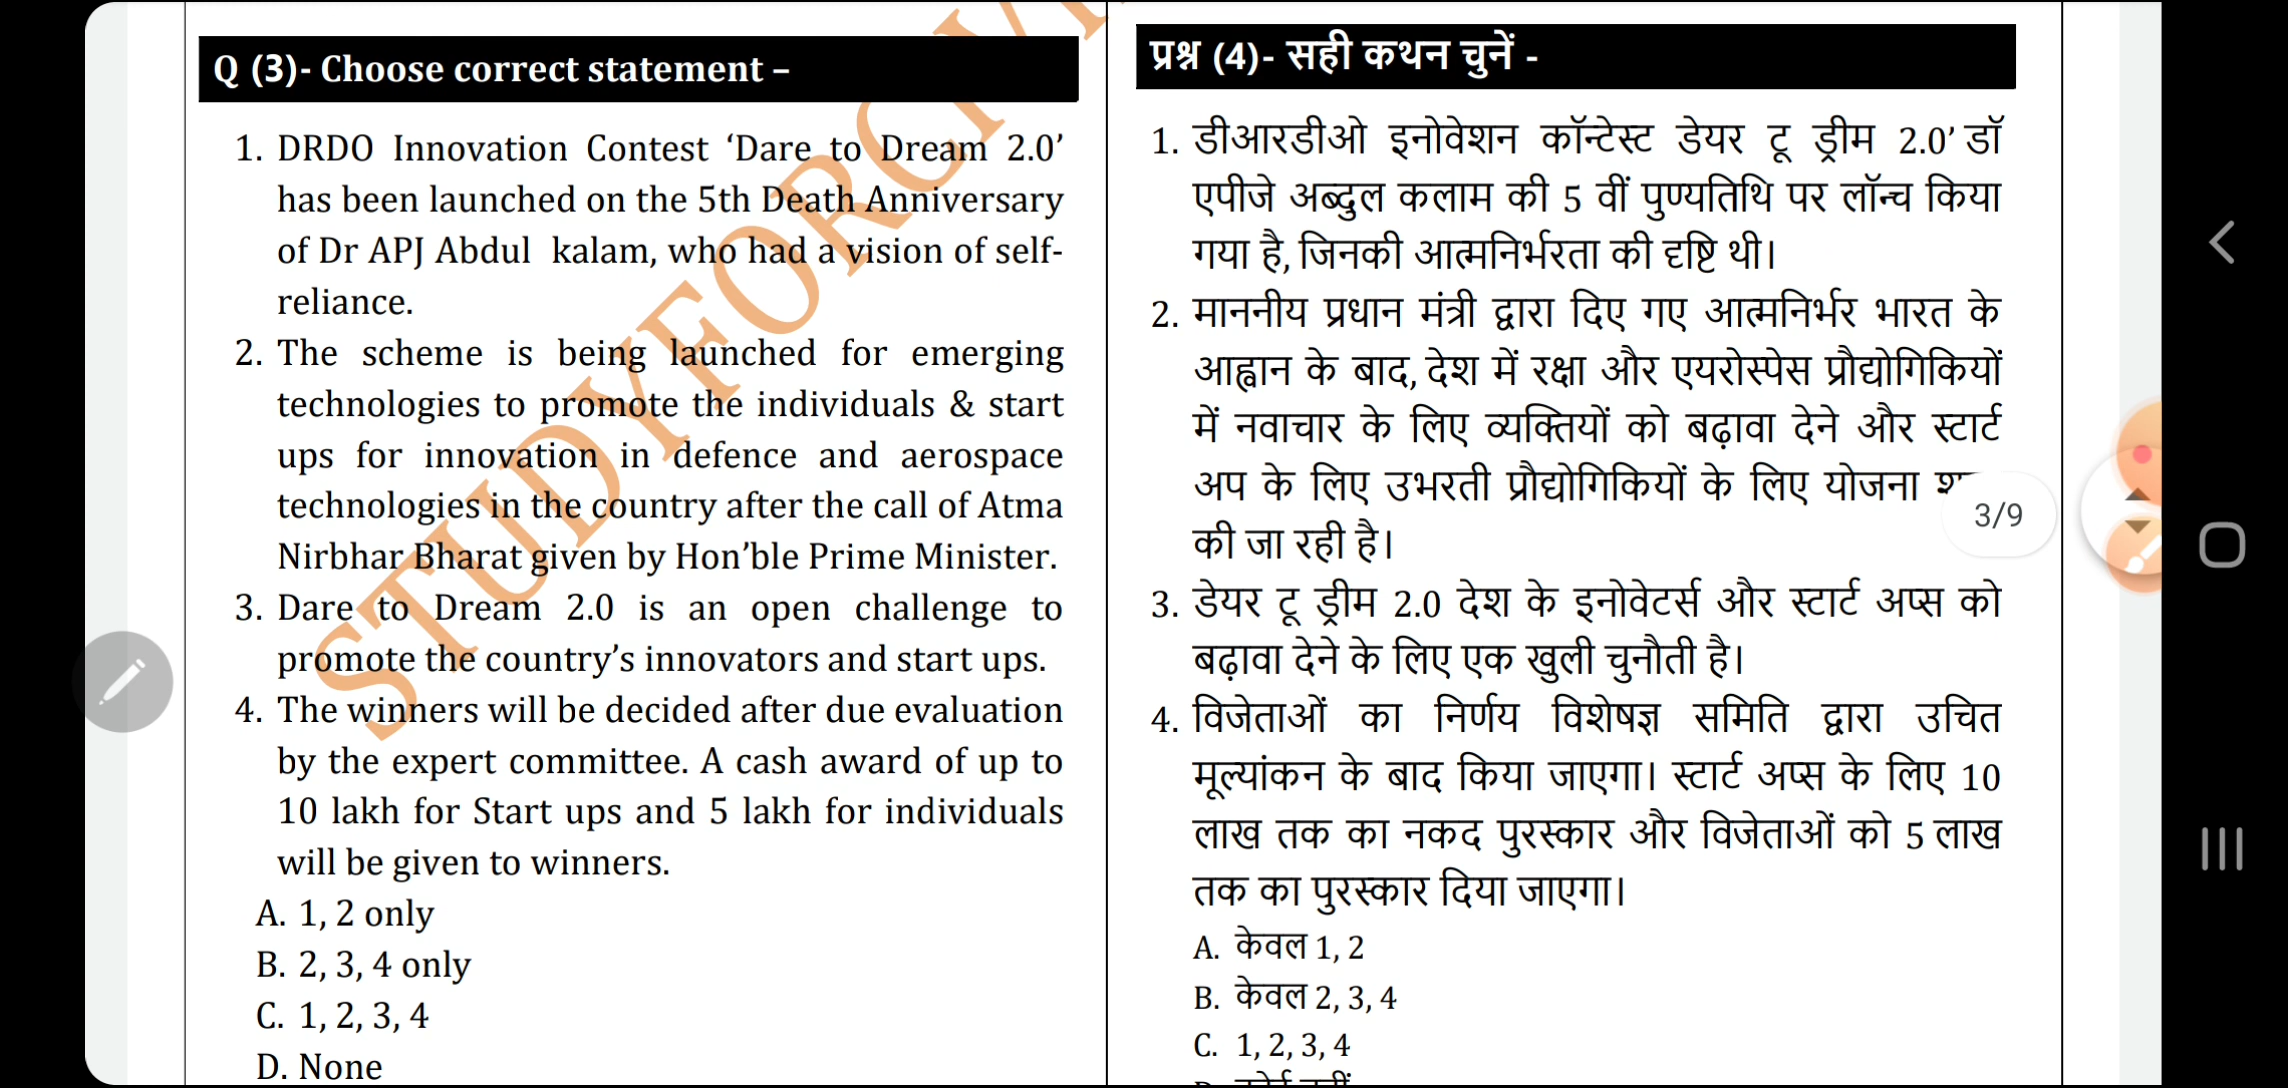 Q (3)- Choose correct statement –
1. DRDO Innovation Contest ‘Dare to Dream 2.0’
has been launched on the 5th Death Anniversary
of Dr APJ Abdul kalam, who had a vision of self-
reliance.
2. The scheme is being launched for emerging
technologies to promote the individuals & start
ups for innovation in defence and aerospace
technologies in the country after the call of Atma
Nirbhar Bharat given by Hon’ble Prime Minister.
3. Dare to Dream 2.0 is an open challenge to
promote the country’s innovators and start ups.
4. The winners will be decided after due evaluation
by the expert committee. A cash award of up to
10 lakh for Start ups and 5 lakh for individuals
will be given to winners.
A. 1, 2 only
B. 2, 3, 4 only
C. 1, 2, 3, 4
D. None
प्रश्न (4)- सही कथन चुनें -
1. डीआरडीओ इनोवेशन कॉन्टेस्ट डेयर टू ड्रीम 2.0’ डॉ
एपीजे अब्दुल कलाम की 5 वीं पुण्यतिथि पर लॉन्च किया
गया है, जिनकी आत्मनिर्भरता की दृष्टि थी।
2. माननीय प्रधान मंत्री द्वारा दिए गए आत्मनिर्भर भारत के
आह्वान के बाद, देश में रक्षा और एयरोस्पेस प्रौद्योगिकियों
में नवाचार के लिए व्यक्तियों को बढ़ावा देने और स्टार्ट
अप के लिए उभरती प्रौद्योगिकियों के लिए योजना
की जा रही है।
3. डेयर टू ड्रीम 2.0 देश के इनोवेटर्स और स्टार्ट अप्स को
बढ़ावा देने के लिए एक खुली चुनौती है।
4. विजेताओं का निर्णय विशेषज्ञ समिति द्वारा उचित
मूल्यांकन के बाद किया जाएगा। स्टार्ट अप्स के लिए 10
लाख तक का नकद पुरस्कार और विजेताओं को 5 लाख
तक का पुरस्कार दिया जाएगा।
A. केवल 1, 2
B. केवल 2, 3, 4
C. 1, 2, 3, 4
3/9